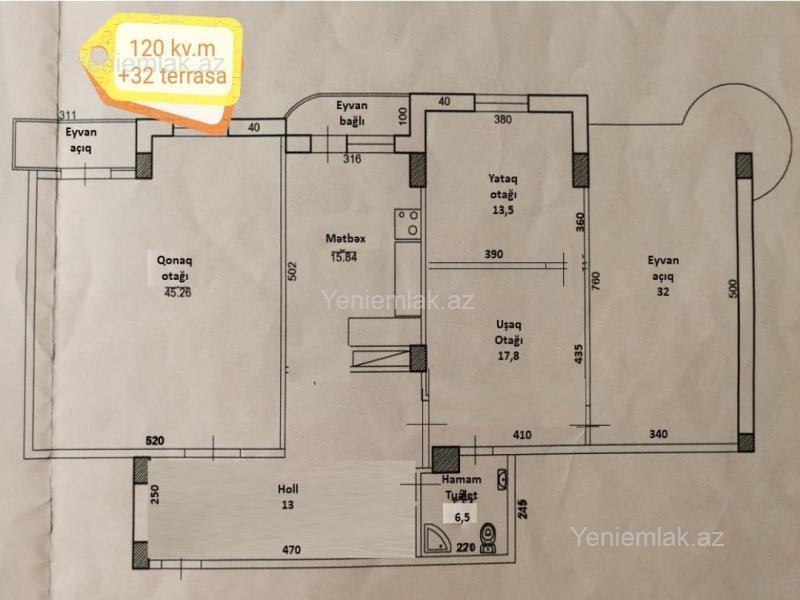 120 kv.m
+32 terrasa
Yeniemlak.az
311
Eyvan
açıq
40
Eyvan
bağlı
100
316
40
380
Yataq
otağı
13,5
360
390
Qonaq
otağı
45.26
520
Mətbəx
15.84
502
Yeniemlak.az
Uşaq
Otağı
17,8
435
410
760
Eyvan
açıq
32
500
340
250
Holl
13
470
Hamam
Tualet
6,5
270
245
Yeniemlak.az